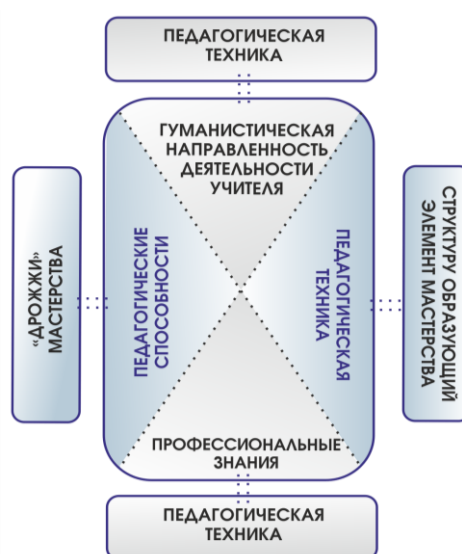 ПЕДАГОГИЧЕСКАЯ
ТЕХНИКА
ГУМАНИСТИЧЕСКАЯ
НАПРАВЛЕННОСТЬ
ДЕЯТЕЛЬНОСТИ
УЧИТЕЛЯ
«ДРОЖЖИ»
МАСТЕРСТВА
ПЕДАГОГИЧЕСКИЕ
СПОСОБНОСТИ
ПЕДАГОГИЧЕСКАЯ
ТЕХНИКА
СТРУКТУРУ ОБРАЗУЮЩИЙ
ЭЛЕМЕНТ МАСТЕРСТВА
ПРОФЕССИОНАЛЬНЫЕ
ЗНАНИЯ
ПЕДАГОГИЧЕСКАЯ
ТЕХНИКА